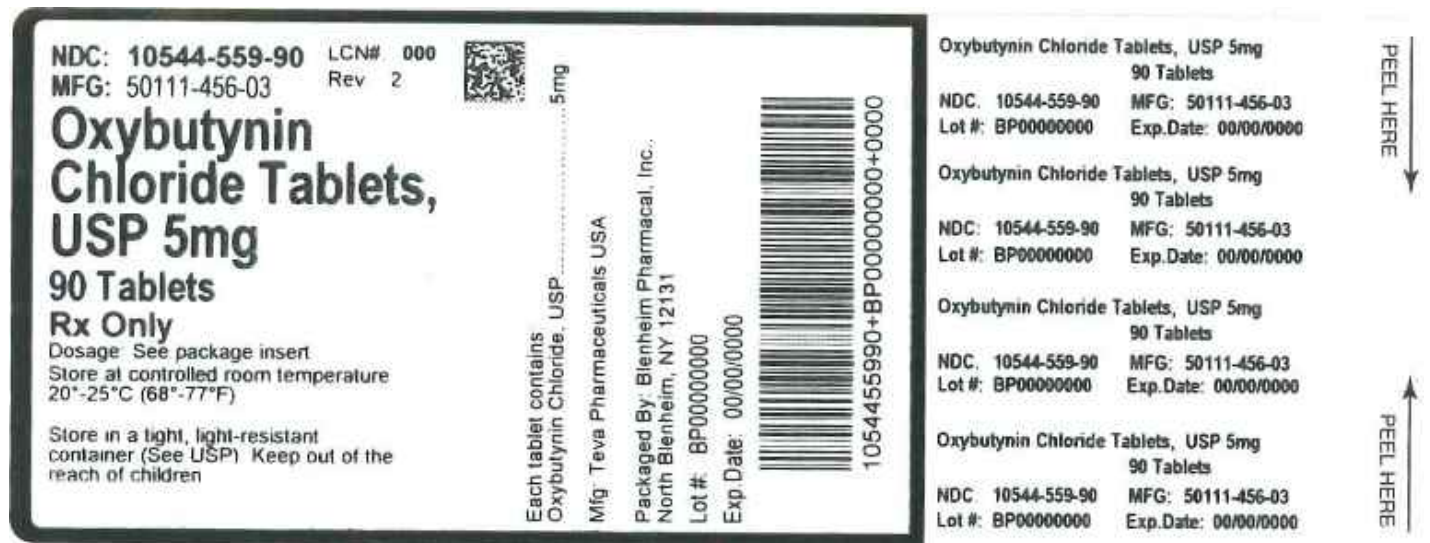 NDC: 10544-559-90 LCN# 000
MFG: 50111-456-03 Rev 2
Oxybutynin
Chloride Tablets,
USP 5mg
90 Tablets
Rx Only
Dosage: See package insert
Store at controlled room temperature
20°-25°C (68°-77°F)
Store in a tight, light-resistant
container (See USP) Keep out of the
reach of children
Each tablet contains
Oxybutynin Chloride, USP..............................5mg
Mfg: Teva Pharmaceuticals USA
Packaged By: Blenheim Pharmacal, Inc..
North Blenheim, NY 12131
Lot #: BP00000000
Exp.Date: 00/00/0000
1054455990+BP00000000+0000
Oxybutynin Chloride Tablets, USP 5mg
90 Tablets
NDC. 10544-559-90 MFG: 50111-456-03
Lot #: BP00000000 Exp.Date: 00/00/0000
Oxybutynin Chloride Tablets, USP 5mg
90 Tablets
NDC: 10544-559-90 MFG: 50111-456-03
Lot #: BP00000000 Exp.Date: 00/00/0000
Oxybutynin Chloride Tablets, USP 5mg
90 Tablets
NDC: 10544-559-90 MFG: 50111-456-03
Lot #: BP00000000 Exp.Date: 00/00/0000
Oxybutynin Chloride Tablets, USP 5mg
90 Tablets
NDC 10544-559-90 MFG: 50111-456-03
Lot #: BP00000000 Exp.Date: 00/00/0000
PEEL HERE
PEEL HERE